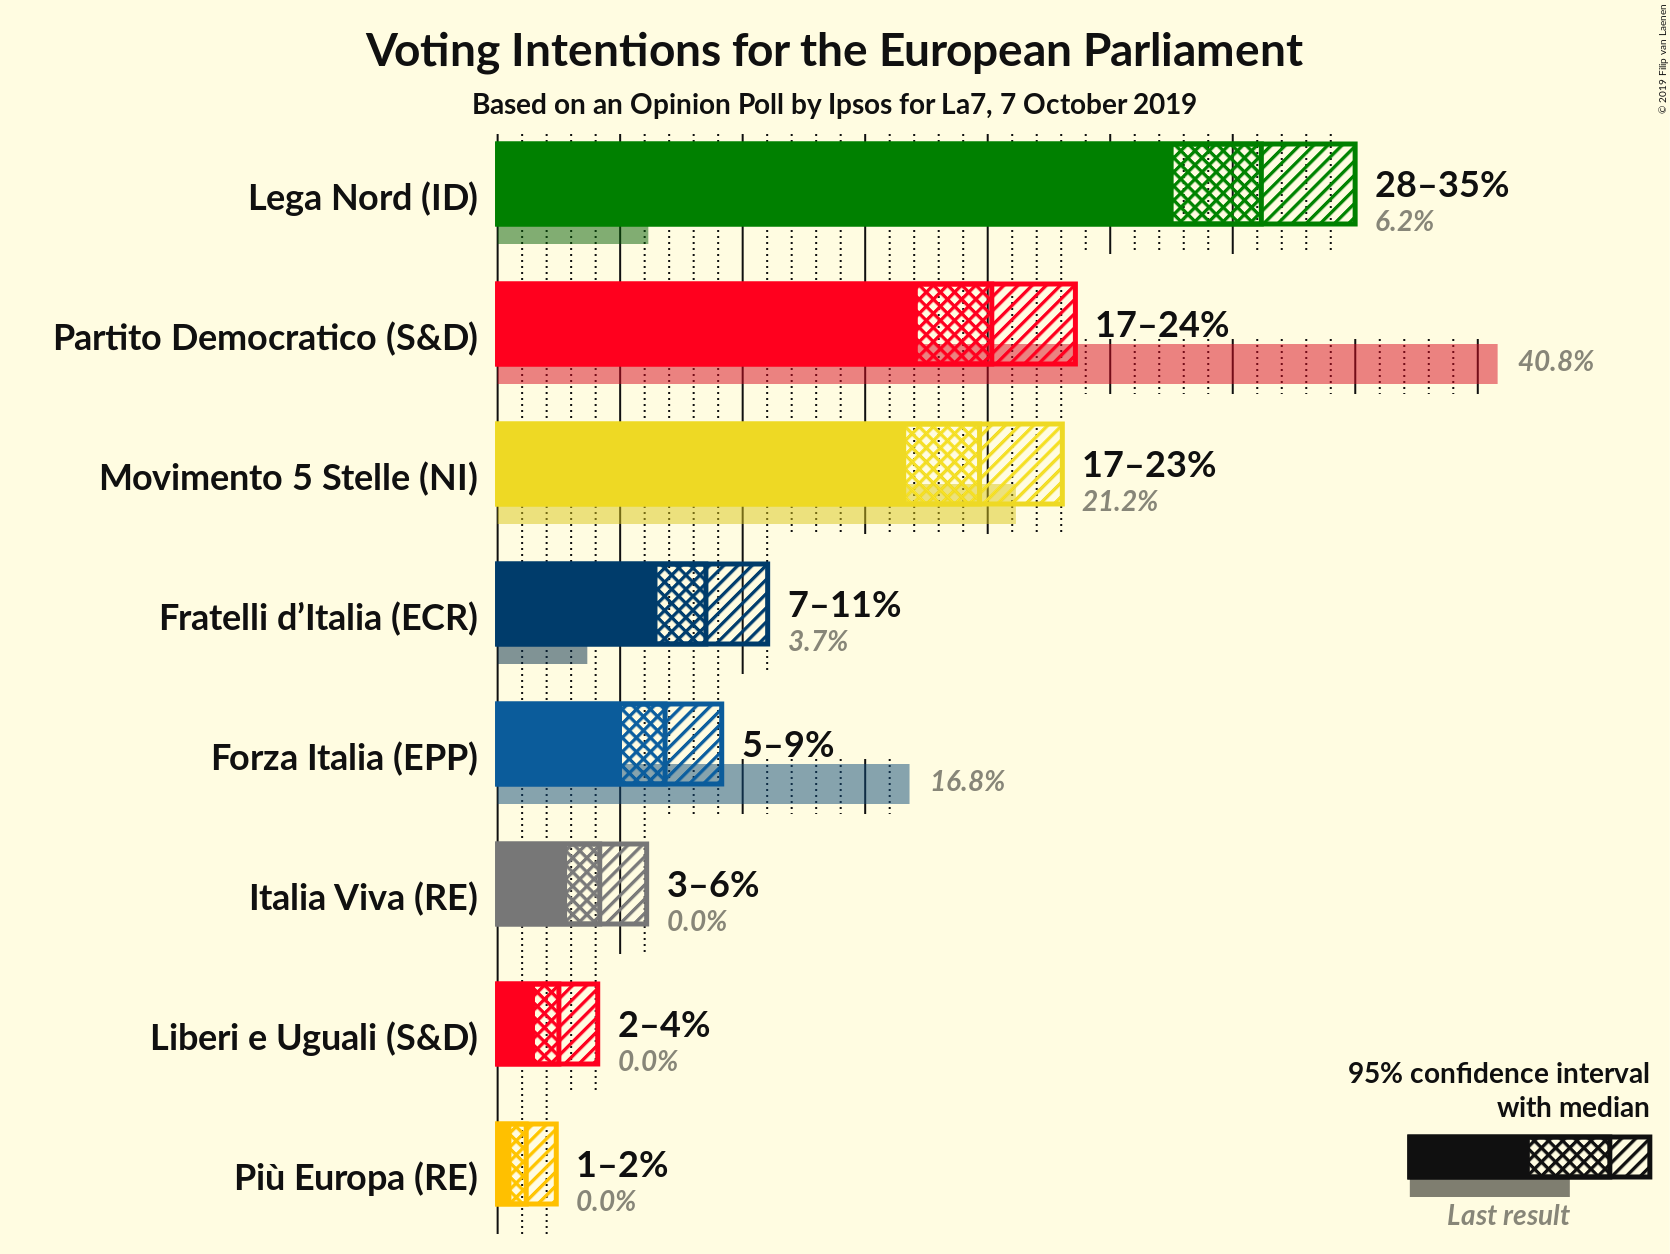 Voting Intentions for the European Parliament
Based on an Opinion Poll by Ipsos for La7, 7 October 2019
© 2019 Filip van Laenen
Lega Nord (ID)
28–35%
6.2%
Partito Democratico (S&D)
17–24%
40.8%
Movimento 5 Stelle (NI)
17–23%
21.2%
Fratelli d’Italia (ECR)
7–11%
3.7%
Forza Italia (EPP)
5–9%
16.8%
Italia Viva (RE)
3–6%
0.0%
Liberi e Uguali (S&D)
2–4%
0.0%
Più Europa (RE)
1–2%
0.0%
95% confidence interval
with median
Last result